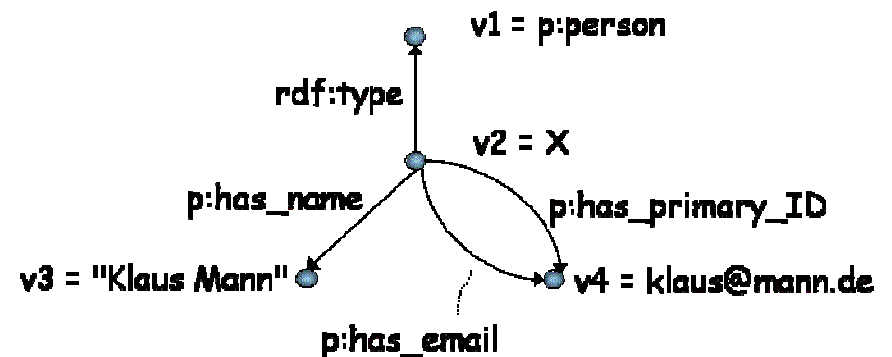 v1 = p:person
rdf:type
v2 = X
p:has_name
p:has_primary_ID
v3 = "Klaus Mann"
v4 = klaus@mann.de
p:has_email